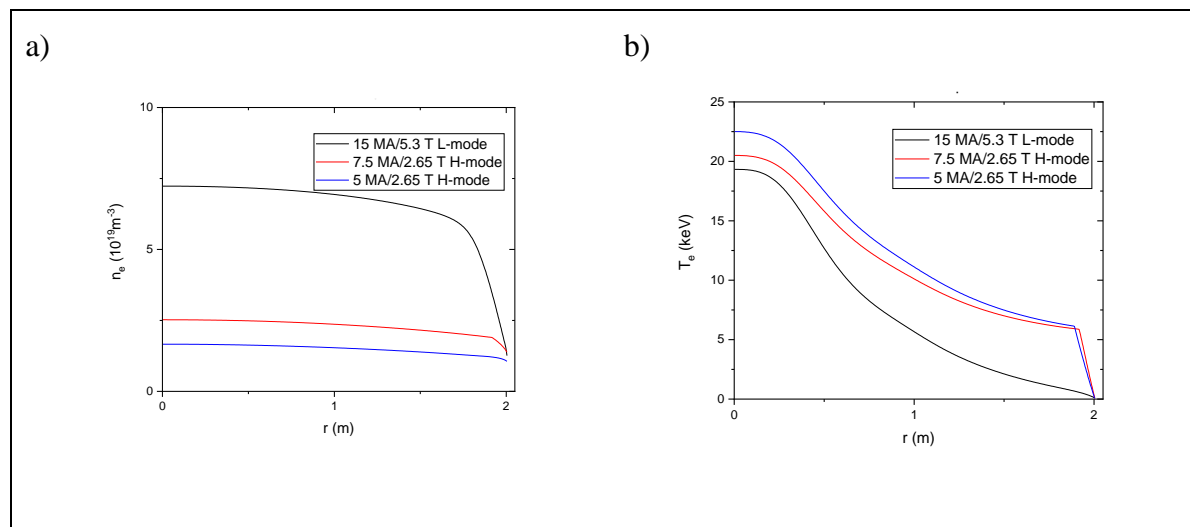 a)
b)
10
5
0
0
1
2
n_e (10^19 m^-3)
r (m)
15 MA/5.3 T L-mode
7.5 MA/2.65 T H-mode
5 MA/2.65 T H-mode
25
20
15
10
5
0
0
1
2
T_e (keV)
r (m)
15 MA/5.3 T L-mode
7.5 MA/2.65 T H-mode
5 MA/2.65 T H-mode